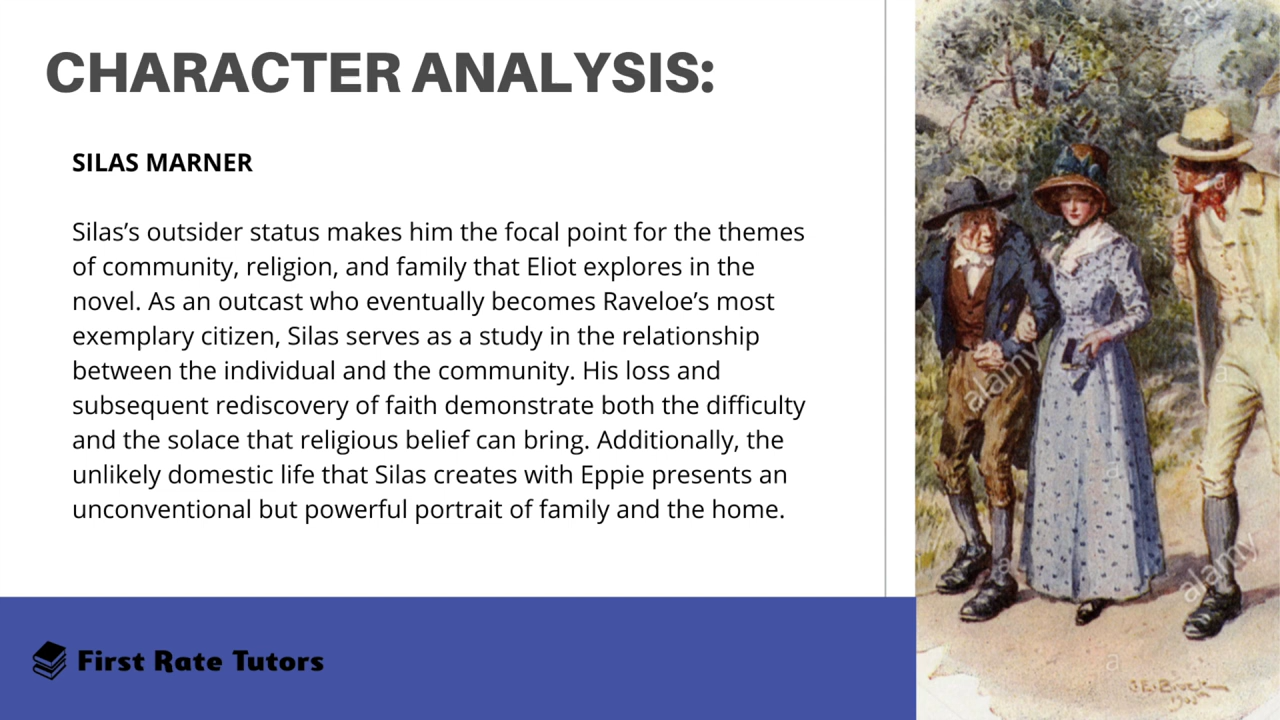 CHARACTER ANALYSIS:
SILAS MARNER
Silas’s outsider status makes him the focal point for the themes
of community, religion, and family that Eliot explores in the
novel. As an outcast who eventually becomes Raveloe’s most
exemplary citizen, Silas serves as a study in the relationship
between the individual and the community. His loss and
subsequent rediscovery of faith demonstrate both the difficulty
and the solace that religious belief can bring. Additionally, the
unlikely domestic life that Silas creates with Eppie presents an
unconventional but powerful portrait of family and the home.
First Rate Tutors
alamy
alamy
a
a
a
a